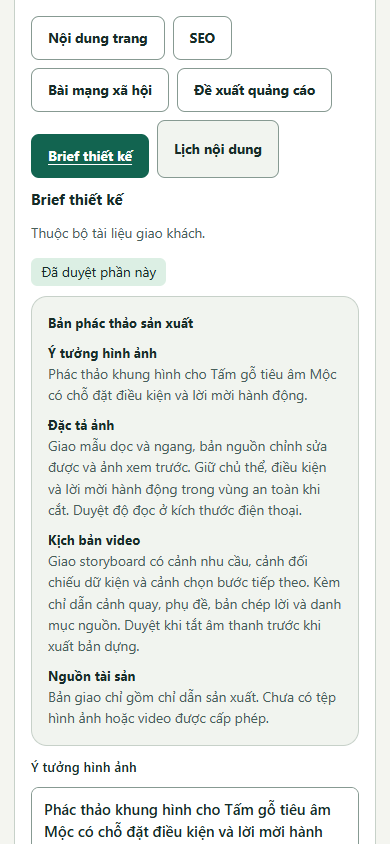 Nội dung trang
SEO
Bài mạng xã hội
Đề xuất quảng cáo
Brief thiết kế
Lịch nội dung
Brief thiết kế
Thuộc bộ tài liệu giao khách.
Đã duyệt phần này
Bản phác thảo sản xuất
Ý tưởng hình ảnh
Phác thảo khung hình cho Tấm gỗ tiêu âm Mộc
có chỗ đặt điều kiện và lời mời hành động.
Đặc tả ảnh
Giao mẫu dọc và ngang, bản nguồn chỉnh sửa
được và ảnh xem trước. Giữ chủ thể, điều kiện
và lời mời hành động trong vùng an toàn khi
cắt. Duyệt độ đọc ở kích thước điện thoại.
Kịch bản video
Giao storyboard có cảnh nhu cầu, cảnh đối
chiếu dữ kiện và cảnh chọn bước tiếp theo. Kèm
chỉ dẫn cảnh quay, phụ đề, bản chép lời và danh
mục nguồn. Duyệt khi tắt âm thanh trước khi
xuất bản dựng.
Nguồn tài sản
Bản giao chỉ gồm chỉ dẫn sản xuất. Chưa có tệp
hình ảnh hoặc video được cấp phép.
Ý tưởng hình ảnh
Phác thảo khung hình cho Tấm gỗ tiêu âm
Mộc có chỗ đặt điều kiện và lời mời hành